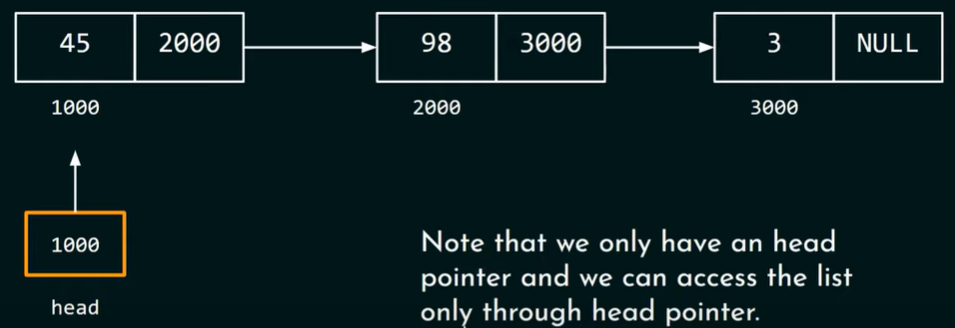 45 2000 98 3000 3 NULL
1000 2000 3000
1000
head
Note that we only have an head
pointer and we can access the list
only through head pointer.